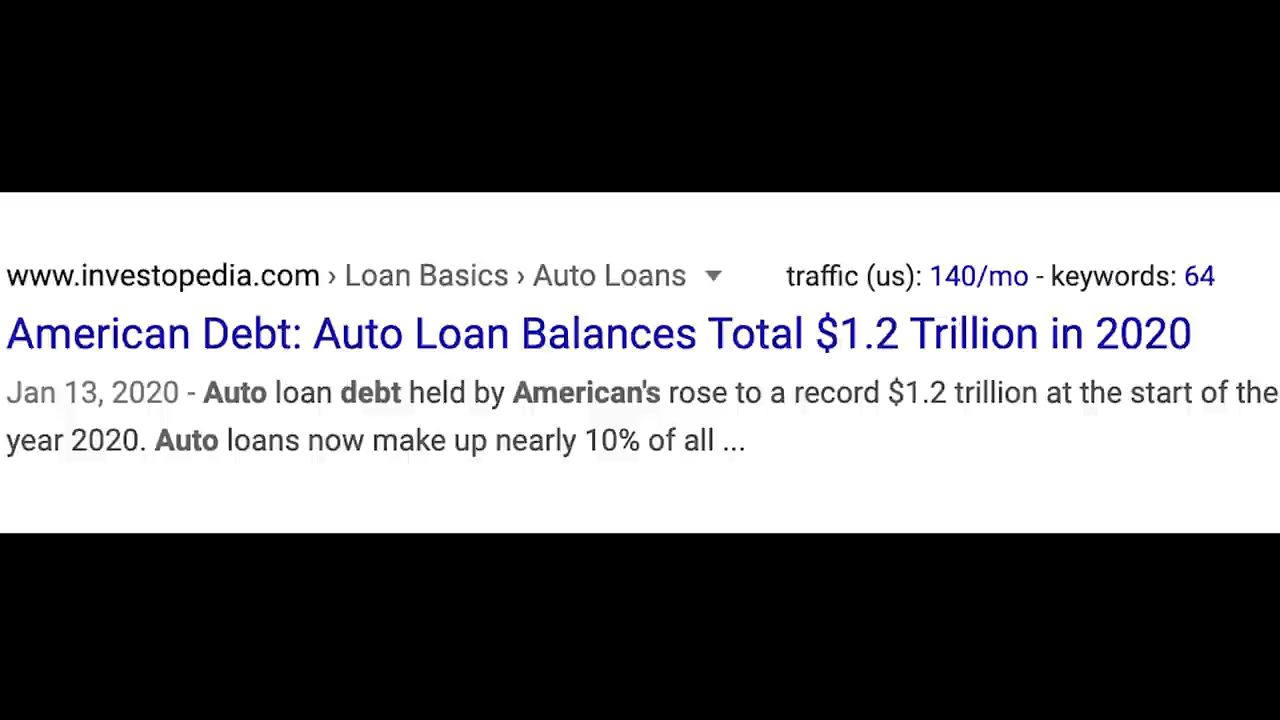 www.investopedia.com › Loan Basics › Auto Loans ▼ traffic (us): 140/mo - keywords: 64
American Debt: Auto Loan Balances Total $1.2 Trillion in 2020
Jan 13, 2020 - Auto loan debt held by American's rose to a record $1.2 trillion at the start of the
year 2020. Auto loans now make up nearly 10% of all ...